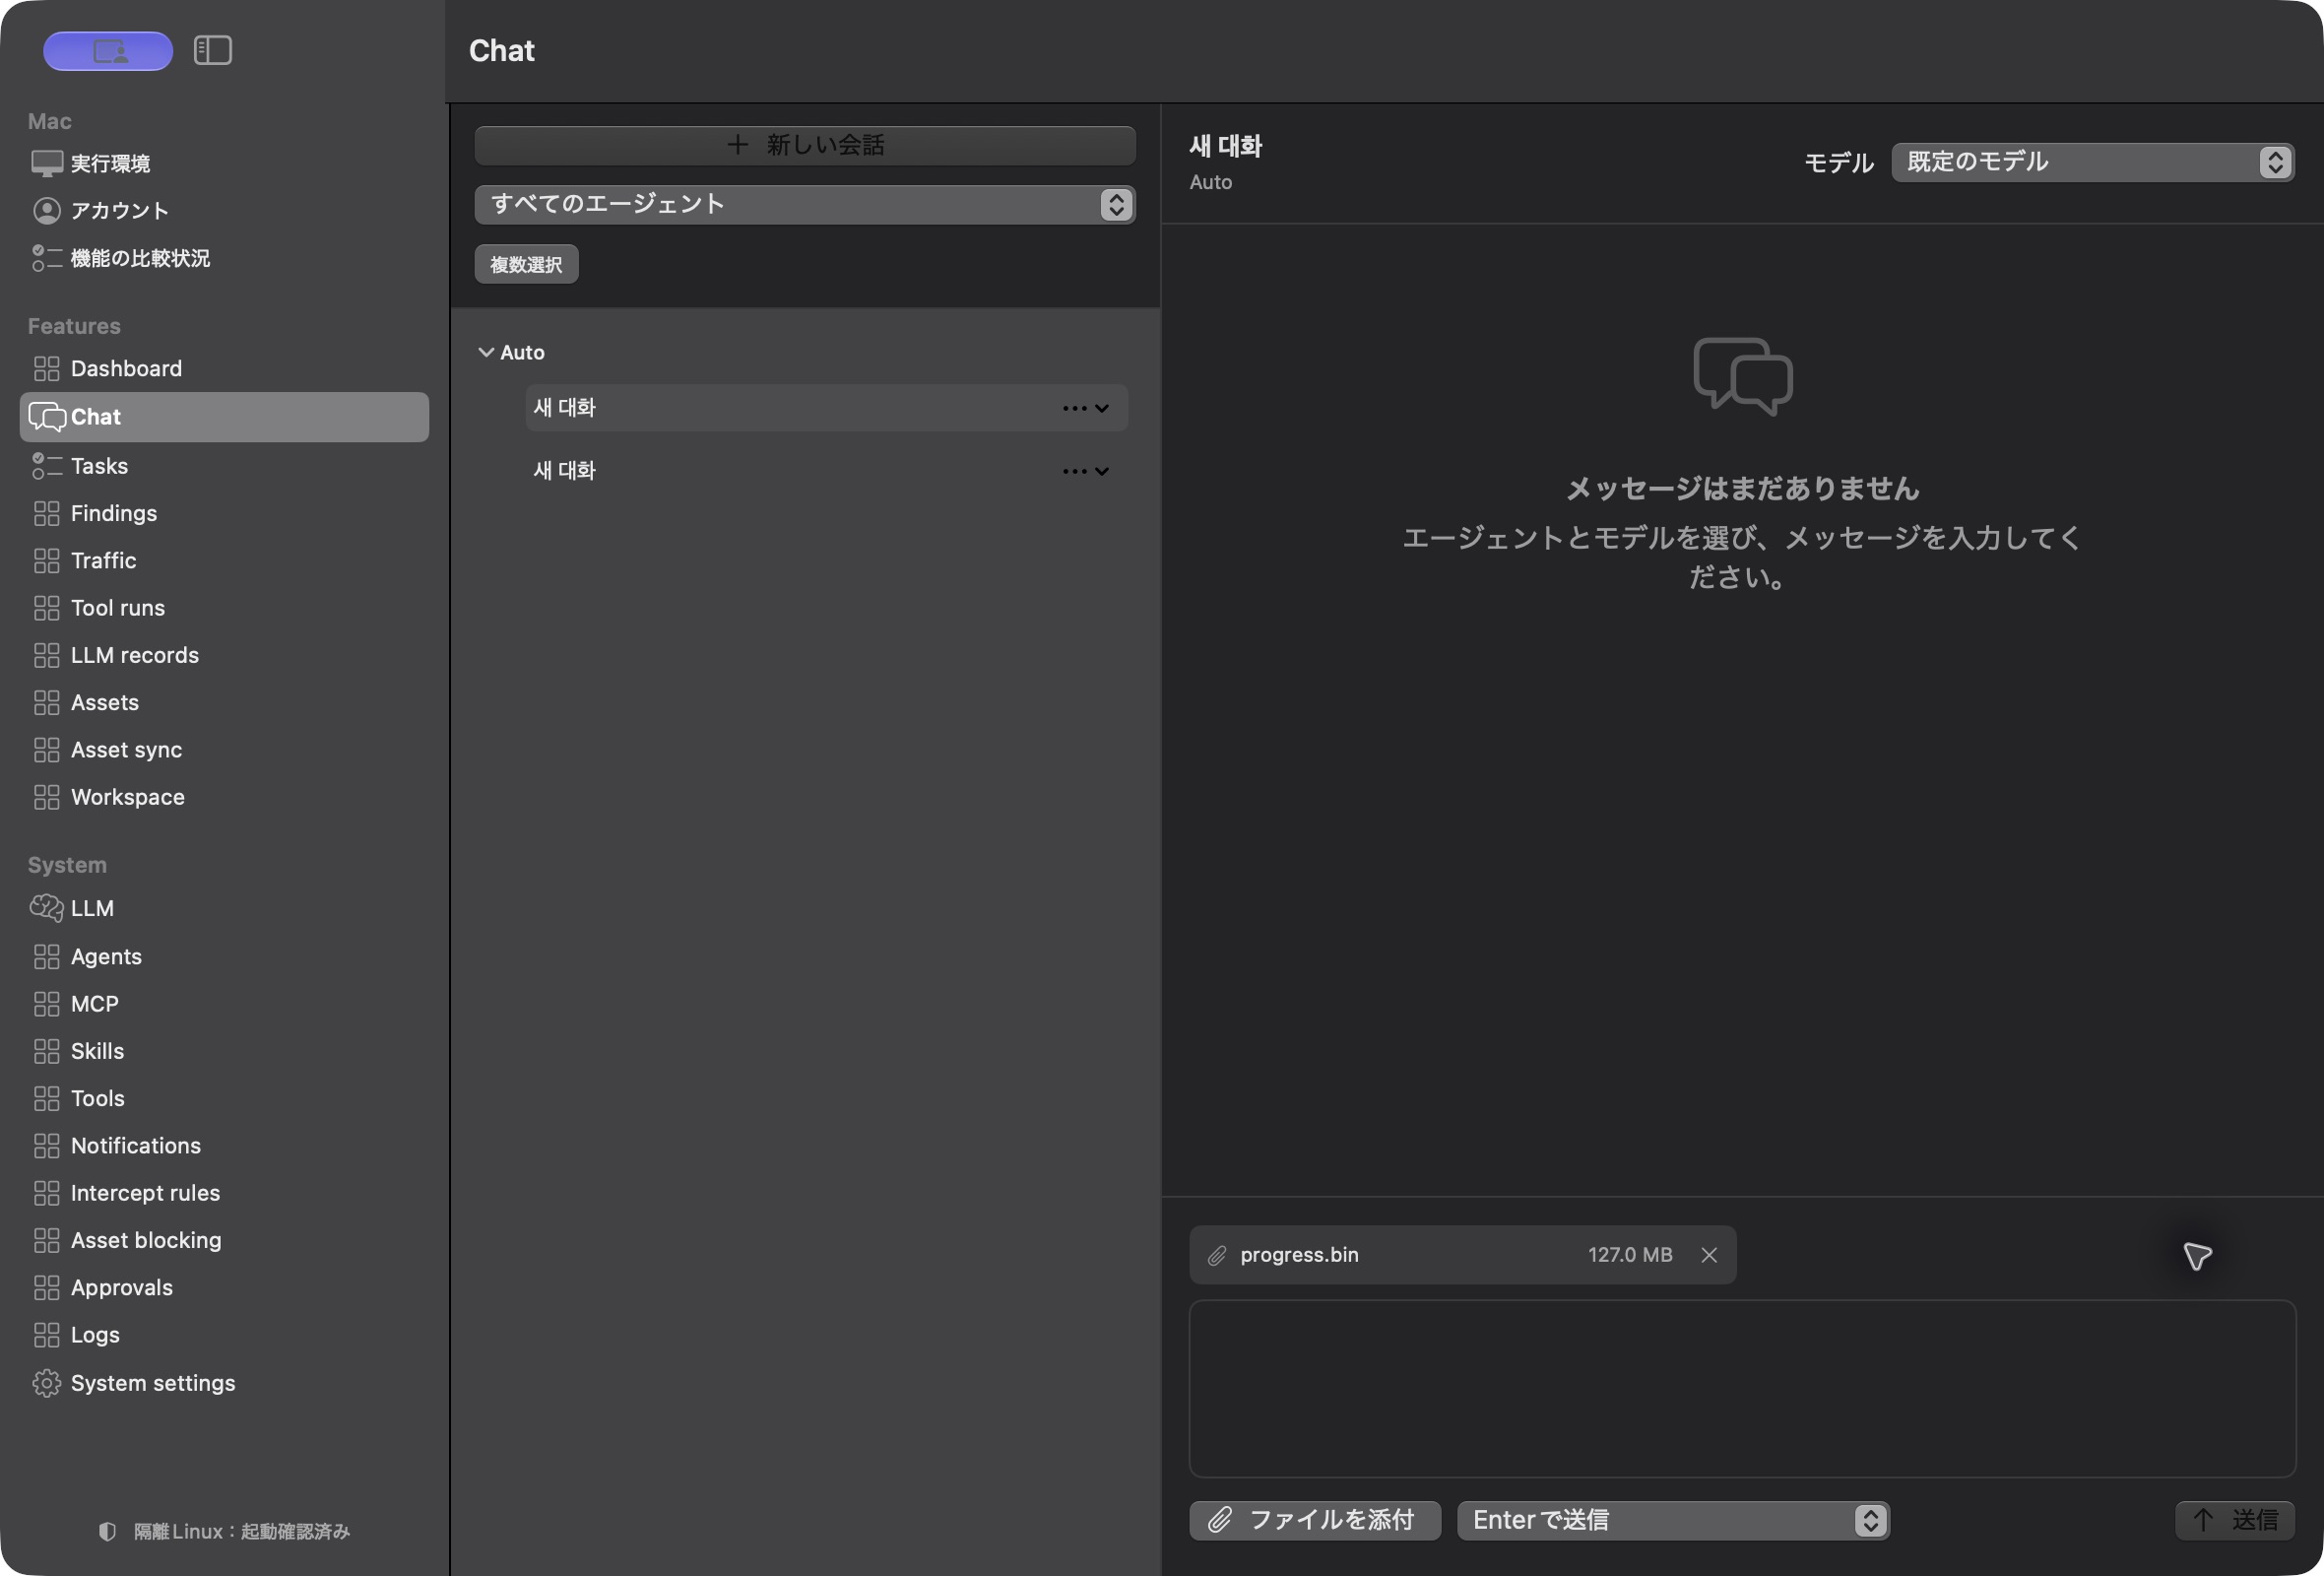 Chat
Mac
実行環境
アカウント
機能の比較状況
Features
Dashboard
Chat
Tasks
Findings
Traffic
Tool runs
LLM records
Assets
Asset sync
Workspace
System
LLM
Agents
MCP
Skills
Tools
Notifications
Intercept rules
Asset blocking
Approvals
Logs
System settings
隔離Linux：起動確認済み
新しい会話
すべてのエージェント
複数選択
Auto
새 대화
새 대화
새 대화
Auto
モデル 既定のモデル
メッセージはまだありません
エージェントとモデルを選び、メッセージを入力してく
ださい。
progress.bin 127.0 MB
ファイルを添付 Enterで送信 送信